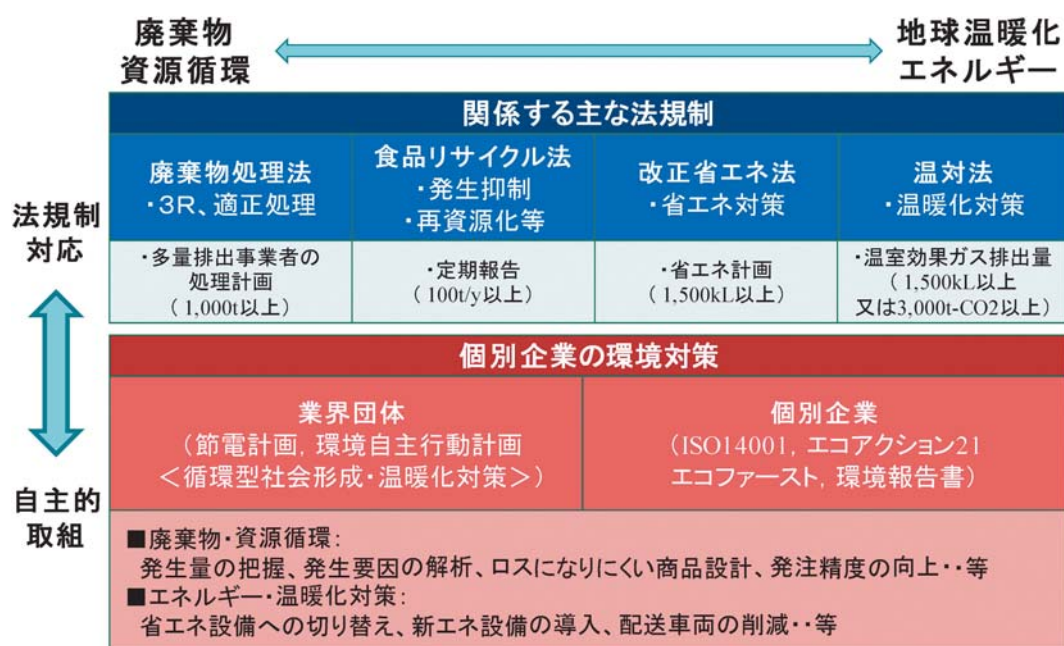 廃棄物
資源循環
地球温暖化
エネルギー
法規制
対応
自主的
取組
関係する主な法規制
廃棄物処理法
・3R、適正処理
食品リサイクル法
・発生抑制
・再資源化等
改正省エネ法
・省エネ対策
温対法
・温暖化対策
・多量排出事業者の
処理計画
(1,000t以上)
・定期報告
(100t/y以上)
・省エネ計画
(1,500kL以上)
・温室効果ガス排出量
(1,500kL以上
又は3,000t-CO2以上)
個別企業の環境対策
業界団体
(節電計画, 環境自主行動計画
<循環型社会形成・温暖化対策>)
個別企業
(ISO14001, エコアクション21
エコファースト, 環境報告書)
■廃棄物・資源循環:
発生量の把握、発生要因の解析、ロスになりにくい商品設計、発注精度の向上・・等
■エネルギー・温暖化対策:
省エネ設備への切り替え、新エネ設備の導入、配送車両の削減・・等